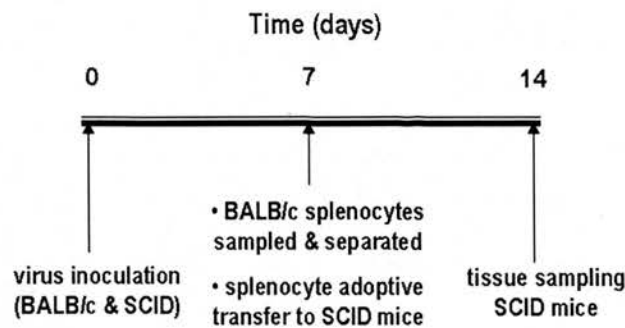 Time (days)
0 7 14
• BALB/c splenocytes
sampled & separated
virus inoculation
(BALB/c & SCID)
• splenocyte adoptive
transfer to SCID mice
tissue sampling
SCID mice